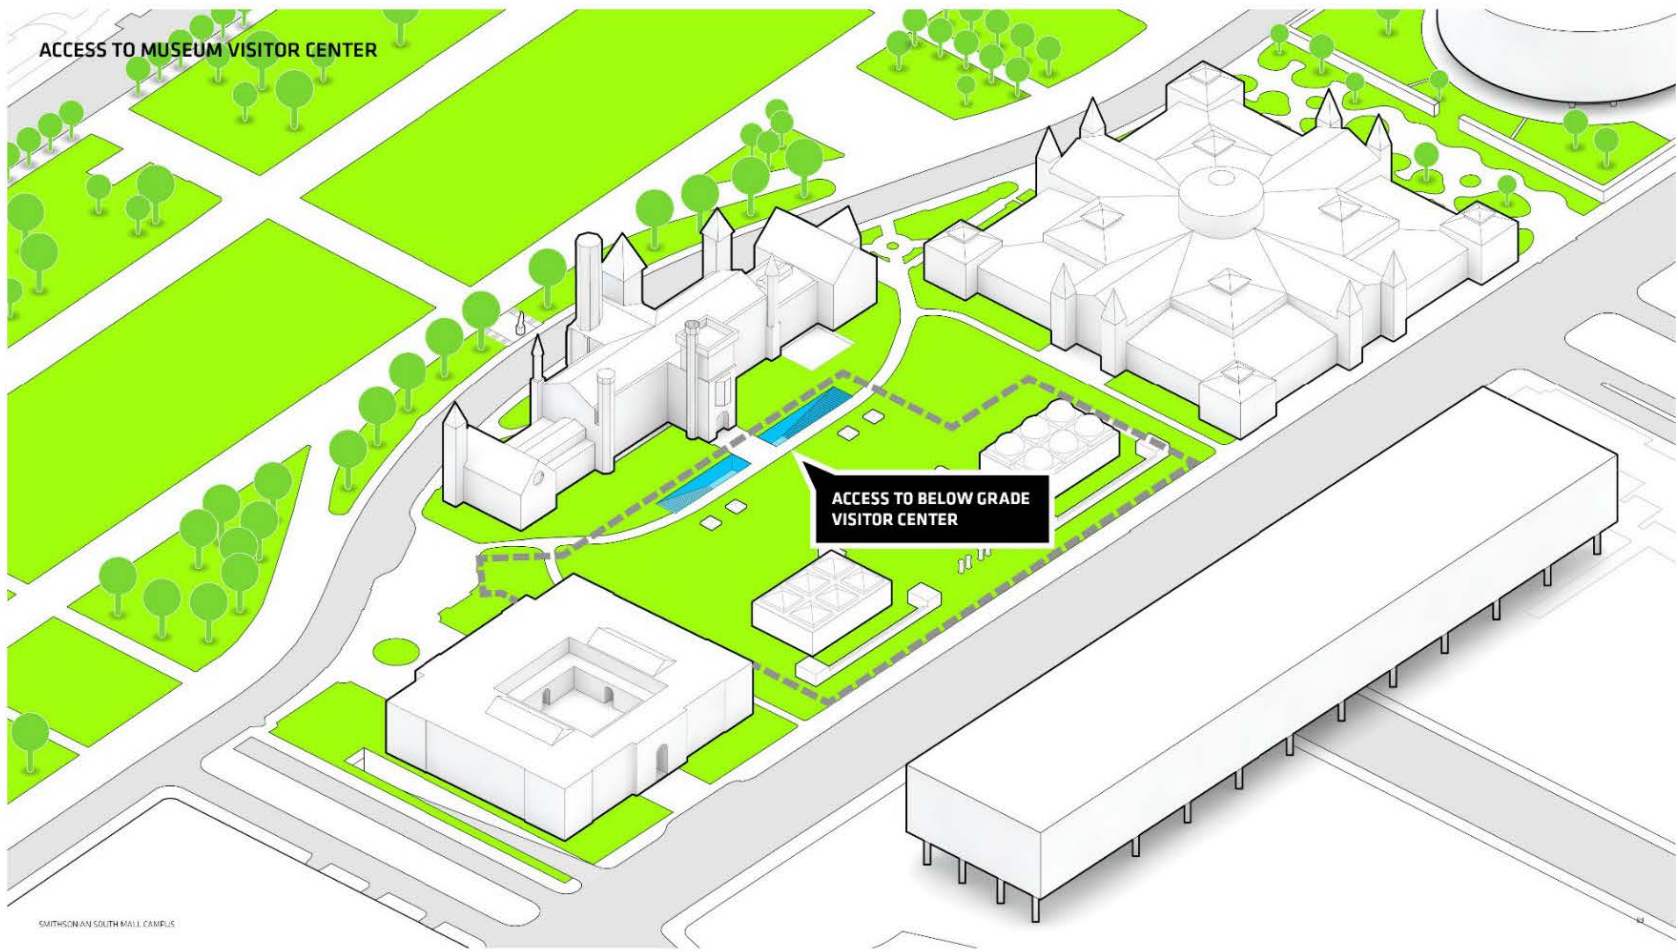 ACCESS TO MUSEUM VISITOR CENTER
ACCESS TO BELOW GRADE
VISITOR CENTER
SMITHSONIAN SOUTH MALL CAMPUS